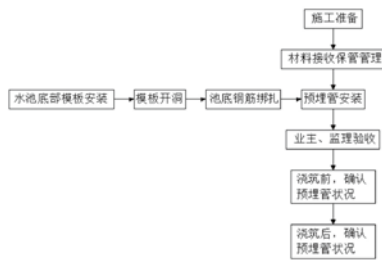 施工准备
材料接收保管管理
水池底部模板安装
模板开洞
池底钢筋绑扎
预埋管安装
业主、监理验收
浇筑前，确认
预埋管状况
浇筑后，确认
预埋管状况